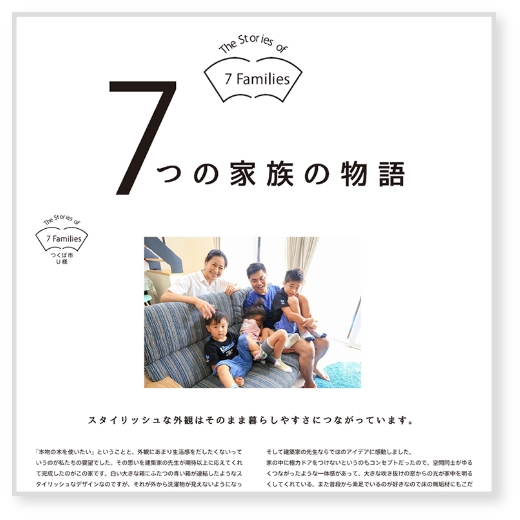 The Stories of
7 Families
7つの家族の物語
The Stories of
7 Families
つくば市
U様
スタイリッシュな外観はそのまま暮らしやすさにつながっています。
「本物の木を使いたい」ということと、外観にあまり生活感をだしたくないって
いうのが私たちの要望でした。その思いを建築家の先生が期待以上に応えてくれ
て完成したのがこの家です。白い大きな箱にふたつの青い箱が連結したようなス
タイリッシュなデザインなのですが、それが外から洗濯物が見えないようになっ
そして建築家の先生ならではのアイデアに感動しました。
家の中に極力ドアをつけないというのもコンセプトだったので、空間同士がゆる
くつながったような一体感があって、大きな吹き抜けの窓からの光が家中を明る
くしてくれている。また普段から素足でいるのが好きなので床の無垢材にもこだ